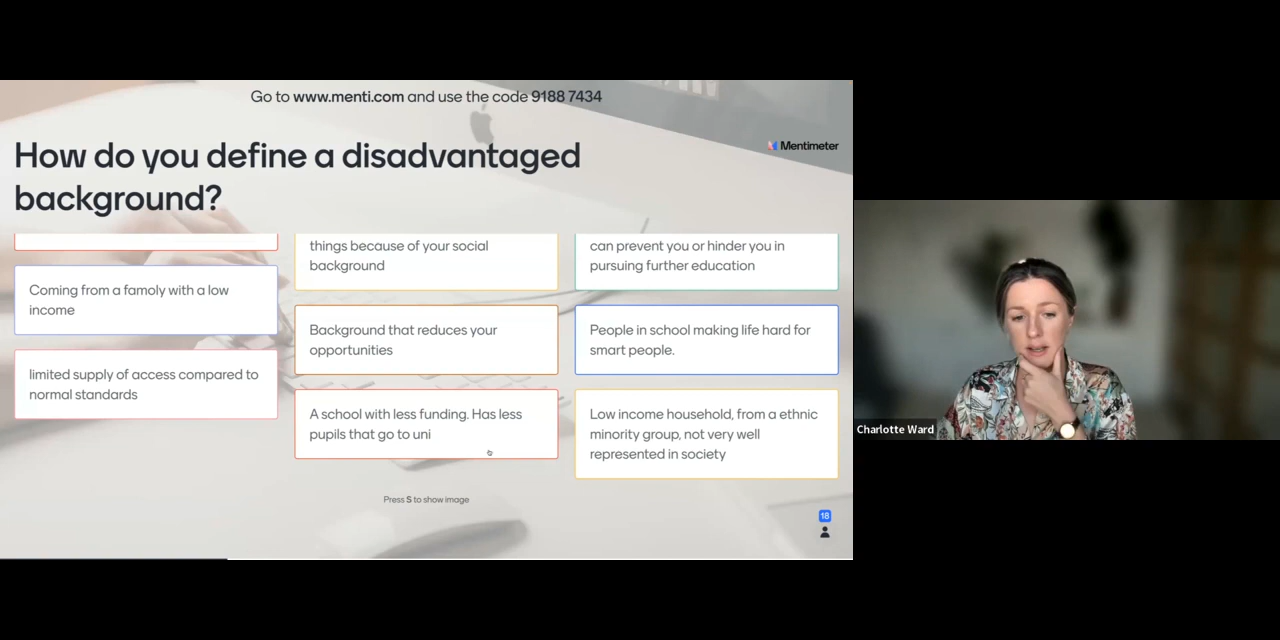 Go to www.menti.com and use the code 9188 7434
How do you define a disadvantaged
background?
Mentimeter
Coming from a famoly with a low
income
limited supply of access compared to
normal standards
things because of your social
background
Background that reduces your
opportunities
A school with less funding. Has less
pupils that go to uni
can prevent you or hinder you in
pursuing further education
People in school making life hard for
smart people.
Low income household, from a ethnic
minority group, not very well
represented in society
Press S to show image
18
Charlotte Ward